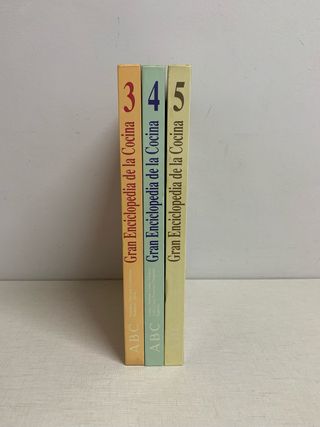 3
Gran Enciclopedia de la Cocina
ABC
4
Gran Enciclopedia de la Cocina
ABC
5
Gran Enciclopedia de la Cocina
ABC